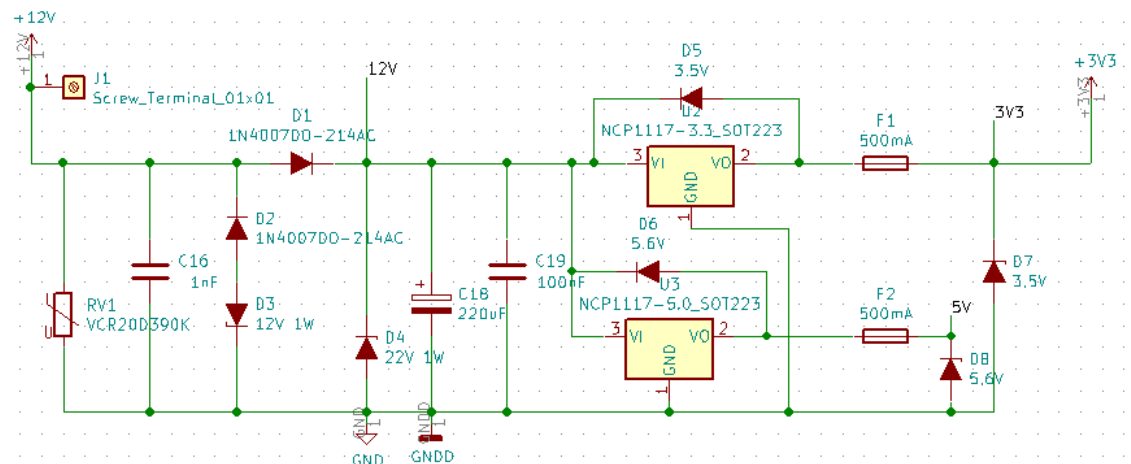 +12V
+12V
1
1
J1
Screw_Terminal_01x01
12V
D1
1N4007DO-214AC
D5
3.5V
U2
NCP1117-3.3_SOT223
3
VI
VO
2
GND
1
F1
500mA
3V3
+3V3
+3V3
1
D2
1N4007DO-214AC
C16
1nF
D3
12V 1W
RV1
VCR20D390K
U
U
D4
22V 1W
+
C18
220uF
C19
100nF
D6
5.6V
U3
NCP1117-5.0_SOT223
3
VI
VO
2
GND
1
F2
500mA
5V
D7
3.5V
D8
5,6V
GND
1
GND
GNDD
1
GNDD